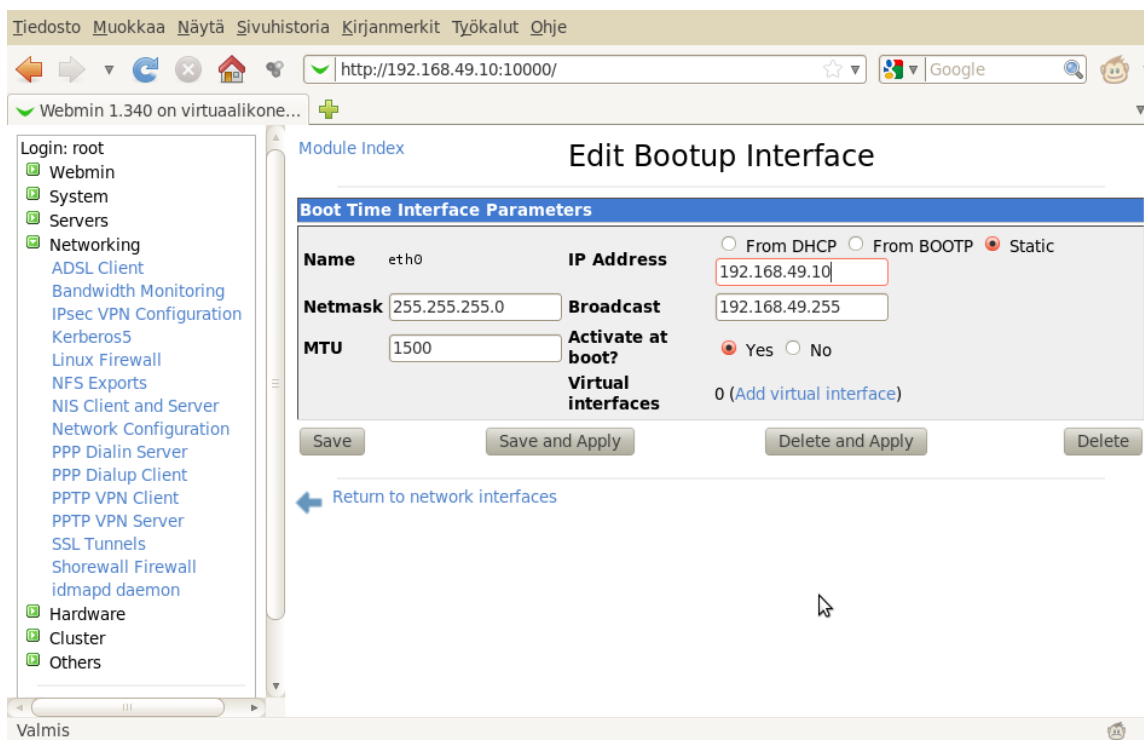 Tiedosto Muokkaa Näytä Sivuhistoria Kirjanmerkit Työkalut Ohje
http://192.168.49.10:10000/
Google
Webmin 1.340 on virtuaalikone...
Login: root
Webmin
System
Servers
Networking
ADSL Client
Bandwidth Monitoring
IPsec VPN Configuration
Kerberos5
Linux Firewall
NFS Exports
NIS Client and Server
Network Configuration
PPP Dialin Server
PPP Dialup Client
PPTP VPN Client
PPTP VPN Server
SSL Tunnels
Shorewall Firewall
idmapd daemon
Hardware
Cluster
Others
Module Index
Edit Bootup Interface
Boot Time Interface Parameters
Name eth0 IP Address From DHCP From BOOTP Static
192.168.49.10
Netmask 255.255.255.0 Broadcast 192.168.49.255
MTU 1500 Activate at boot? Yes No
Virtual interfaces 0 (Add virtual interface)
Save Save and Apply Delete and Apply Delete
Return to network interfaces
Valmis